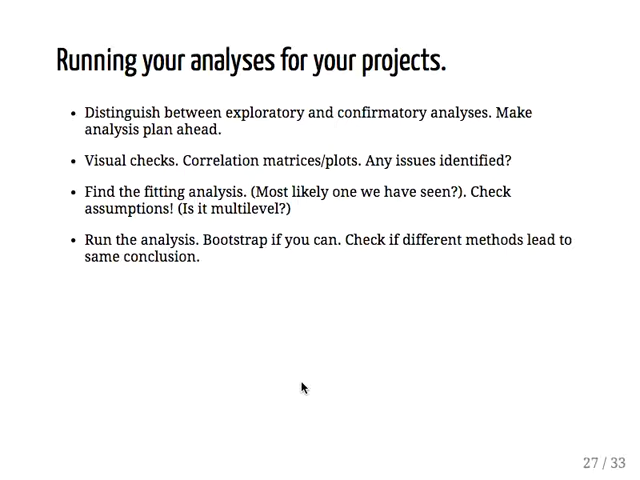 Running your analyses for your projects.
• Distinguish between exploratory and confirmatory analyses. Make
analysis plan ahead.
• Visual checks. Correlation matrices/plots. Any issues identified?
• Find the fitting analysis. (Most likely one we have seen?). Check
assumptions! (Is it multilevel?)
• Run the analysis. Bootstrap if you can. Check if different methods lead to
same conclusion.
27 / 33